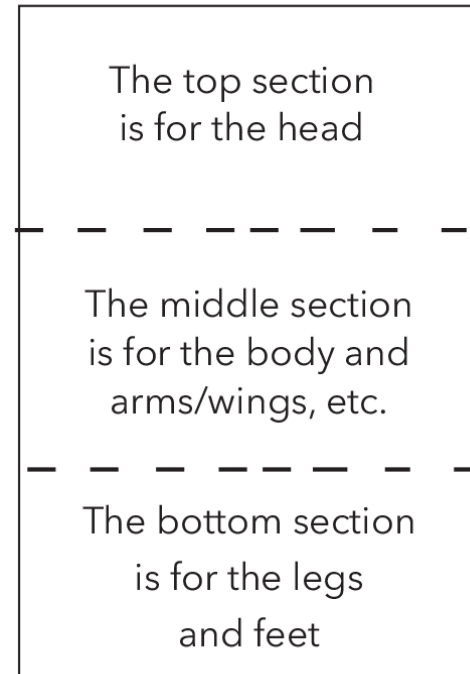 The top section
is for the head
The middle section
is for the body and
arms/wings, etc.
The bottom section
is for the legs
and feet